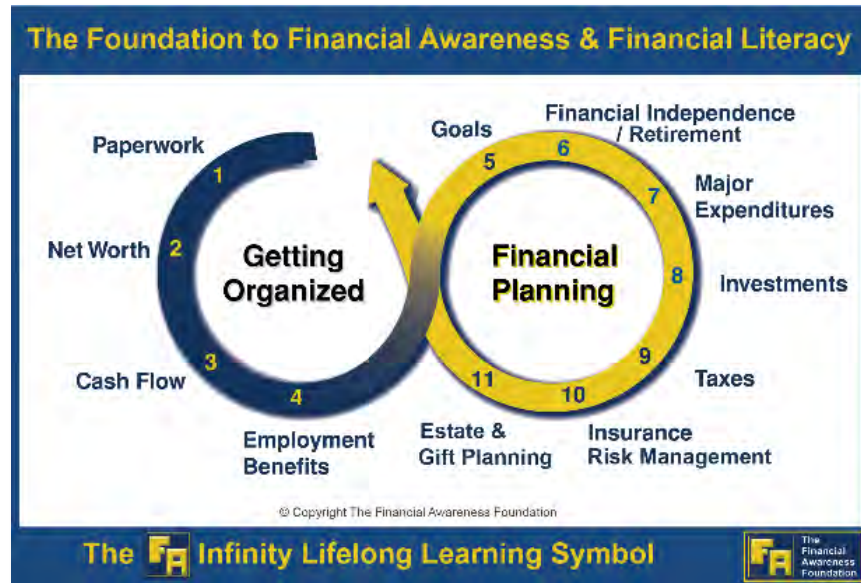 The Foundation to Financial Awareness & Financial Literacy
Paperwork
1
Net Worth
2
Cash Flow
3
4
Employment
Benefits
Getting
Organized
Goals
5
Financial Independence
/ Retirement
6
7
Major
Expenditures
8
Investments
9
Taxes
10
Insurance
Risk Management
11
Estate &
Gift Planning
Financial
Planning
© Copyright The Financial Awareness Foundation
The FA Infinity Lifelong Learning Symbol
FA
The
Financial
Awareness
Foundation